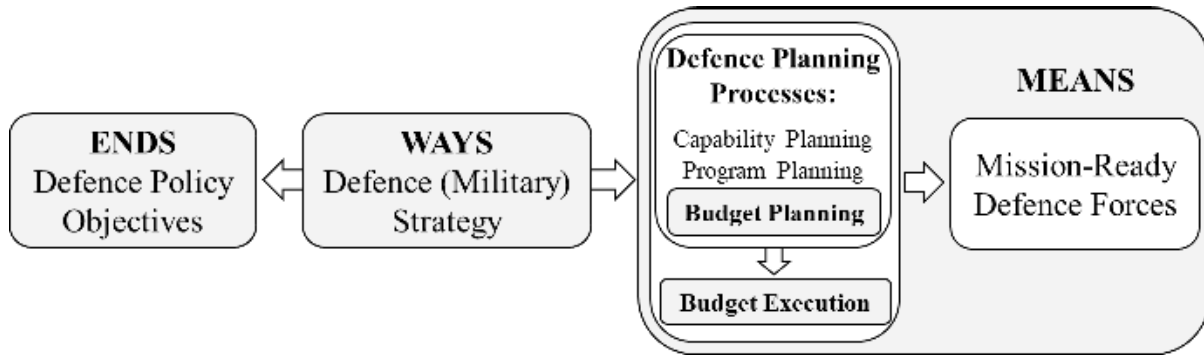 ENDS
Defence Policy
Objectives
WAYS
Defence (Military)
Strategy
Defence Planning
Processes:
Capability Planning
Program Planning
Budget Planning
Budget Execution
MEANS
Mission-Ready
Defence Forces